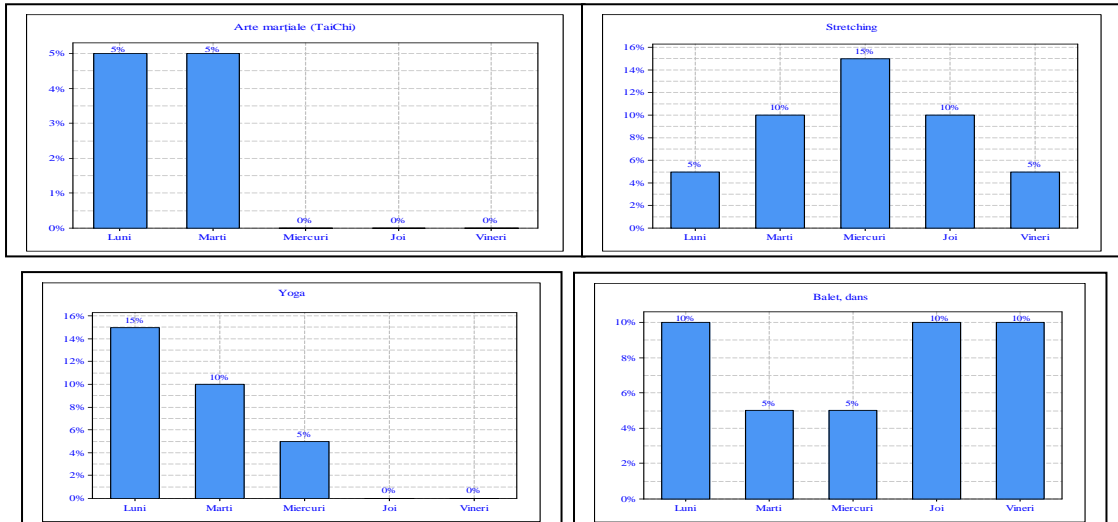 Arte marțiale (TaiChi)
5%
4%
3%
2%
1%
0%
5%
5%
0%
0%
0%
Luni
Marti
Miercuri
Joi
Vineri
Stretching
16%
14%
12%
10%
8%
6%
4%
2%
0%
5%
10%
15%
10%
5%
Luni
Marti
Miercuri
Joi
Vineri
Yoga
16%
14%
12%
10%
8%
6%
4%
2%
0%
15%
10%
5%
0%
0%
Luni
Marti
Miercuri
Joi
Vineri
Balet, dans
10%
8%
6%
4%
2%
0%
10%
5%
5%
10%
10%
Luni
Marti
Miercuri
Joi
Vineri